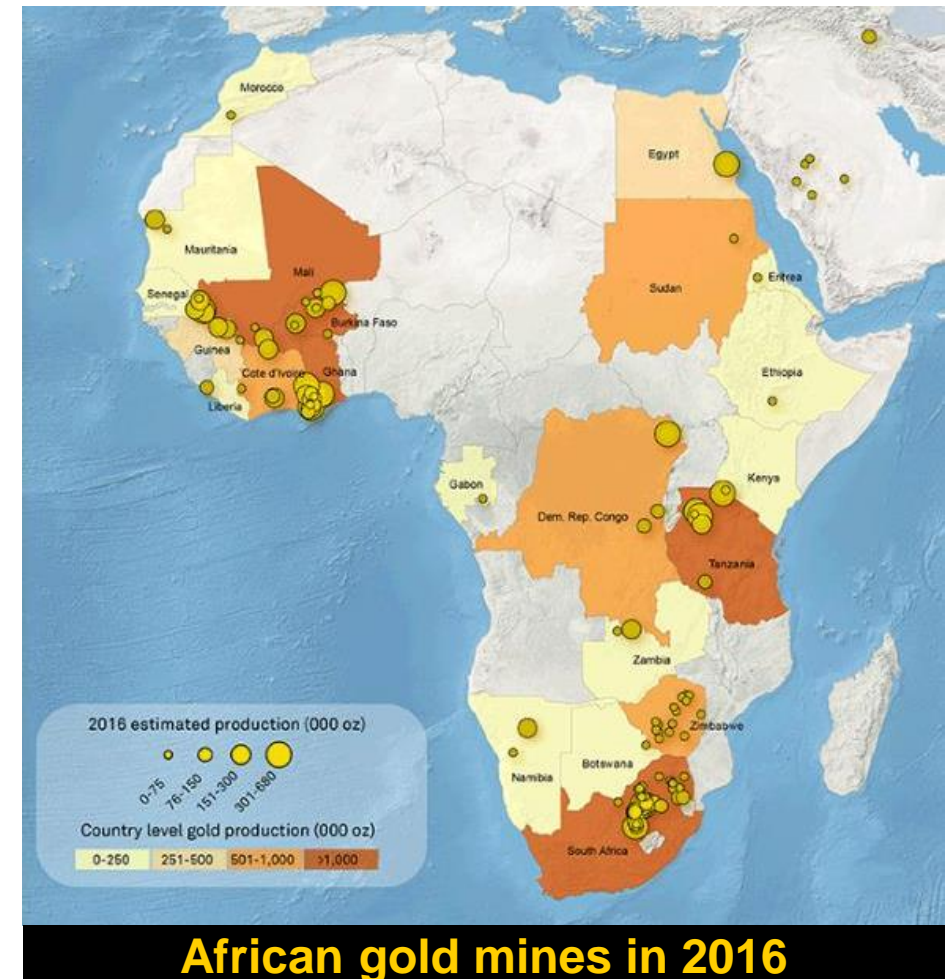 Morocco
Egypt
Mauritania
Mali
Eritrea
Senegal
Sudan
Burkina Faso
Guinea
Cote d'Ivoire
Ghana
Ethiopia
Liberia
Kenya
Gabon
Dem. Rep. Congo
Tanzania
Zambia
2016 estimated production (000 oz)
Zimbabwe
0-75
76-150
151-300
301-680
Botswana
Namibia
Country level gold production (000 oz)
0-250
251-500
501-1,000
>1,000
South Africa
African gold mines in 2016